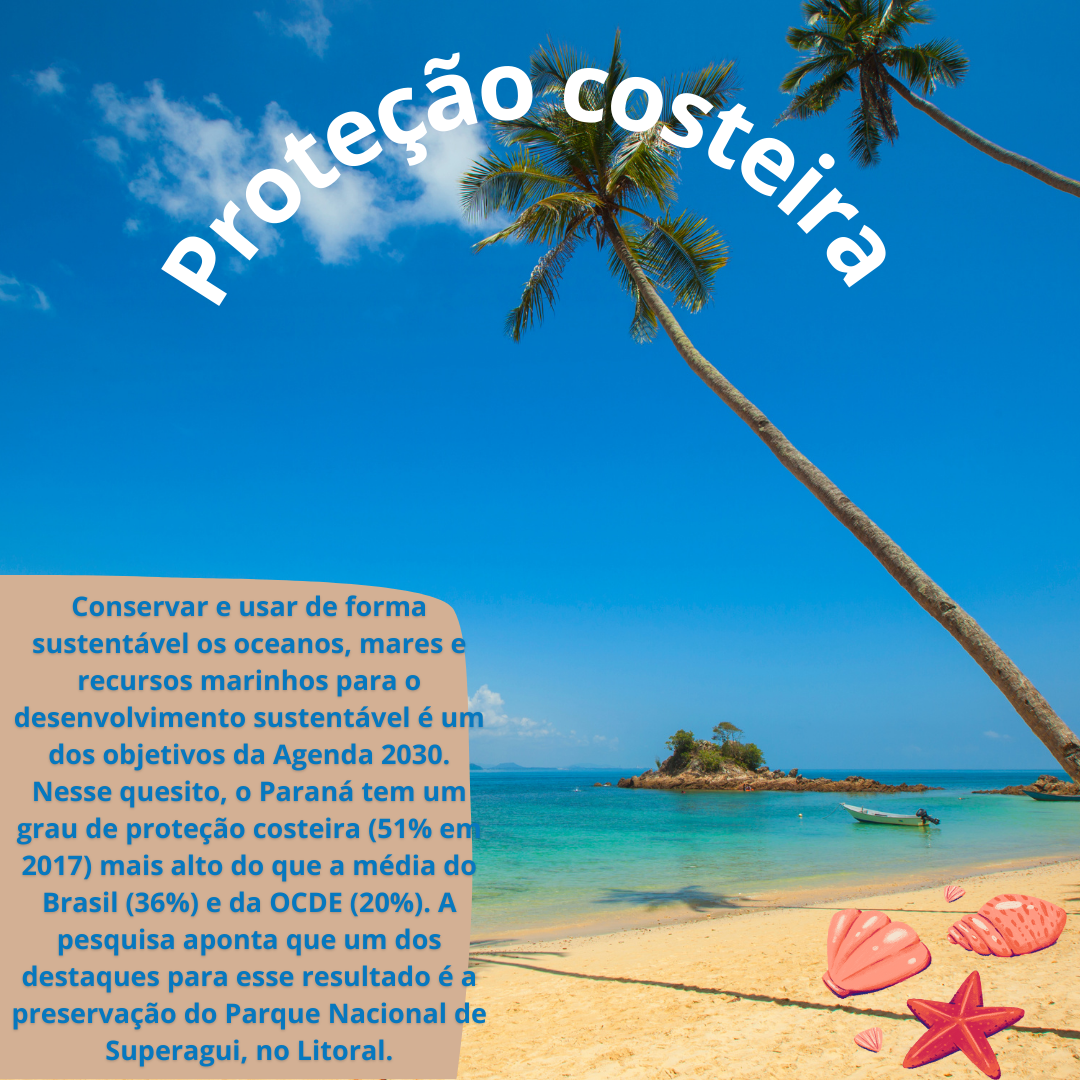 Proteção costeira
Conservar e usar de forma
sustentável os oceanos, mares e
recursos marinhos para o
desenvolvimento sustentável é um
dos objetivos da Agenda 2030.
Nesse quesito, o Paraná tem um
grau de proteção costeira (51% em
2017) mais alto do que a média do
Brasil (36%) e da OCDE (20%). A
pesquisa aponta que um dos
destaques para esse resultado é a
preservação do Parque Nacional de
Superagui, no Litoral.